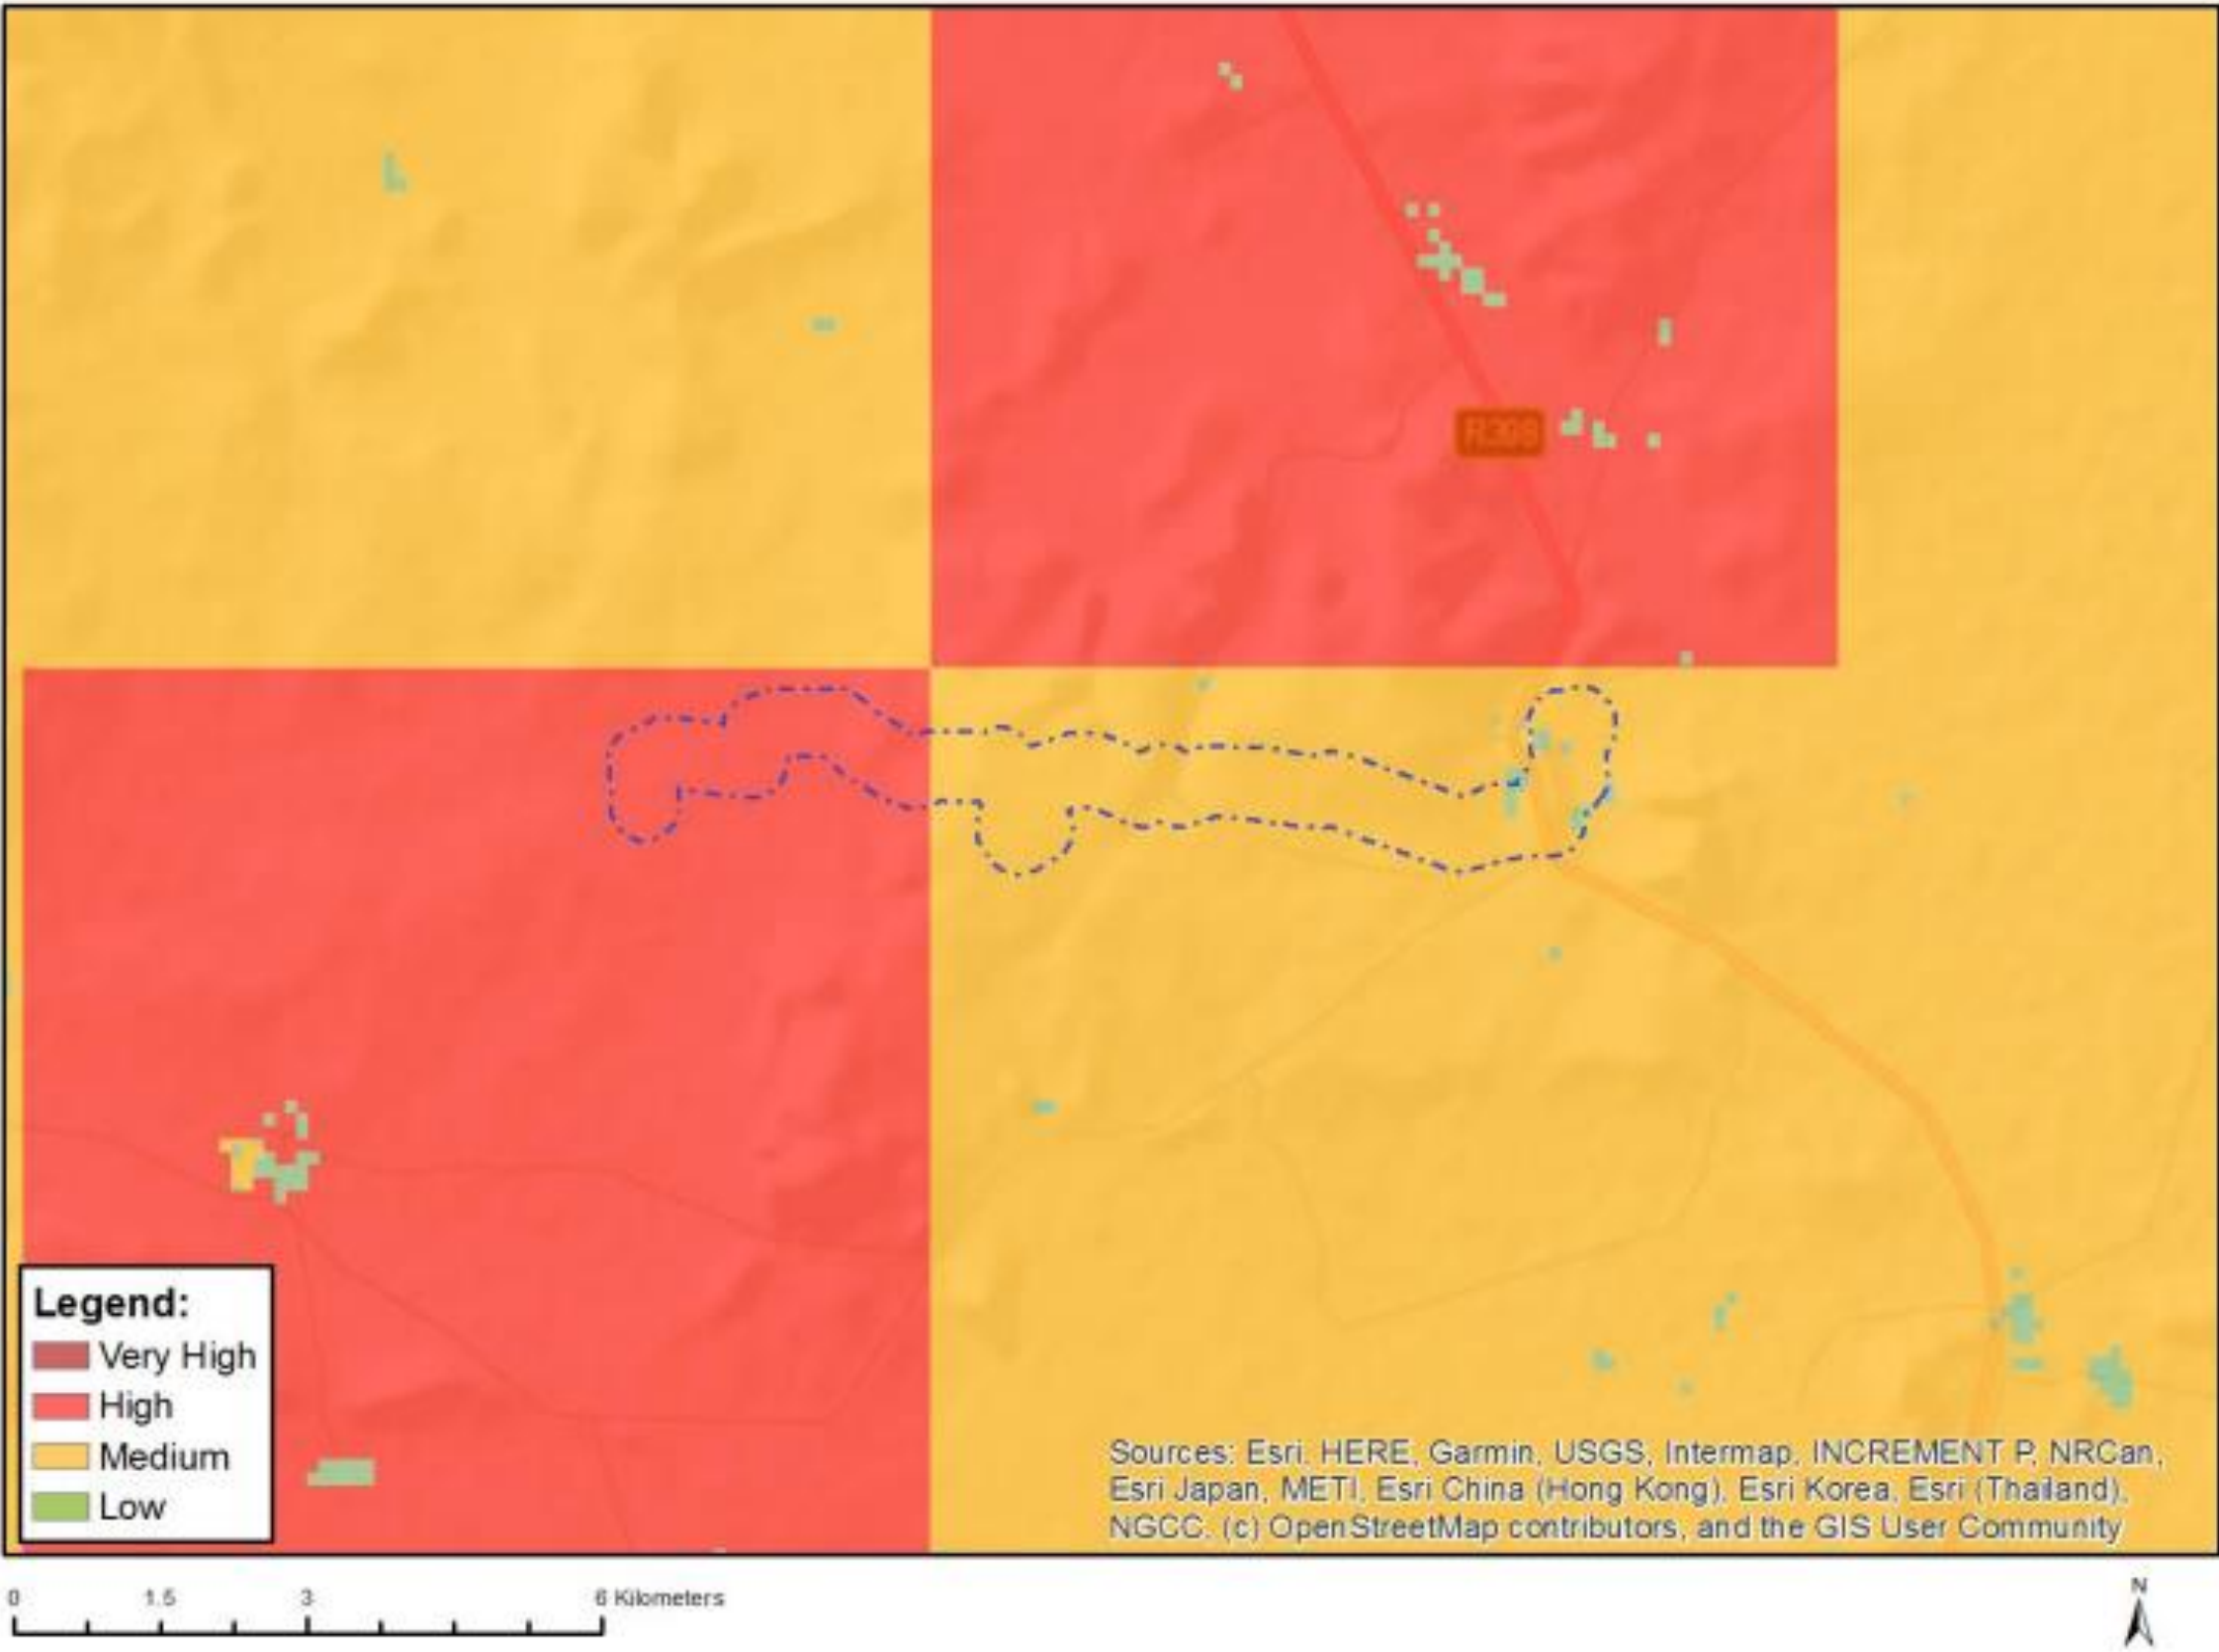 Legend:
Very High
High
Medium
Low
Sources: Esri, HERE, Garmin, USGS, Intermap, INCREMENT P, NRCan,
Esri Japan, METI, Esri China (Hong Kong), Esri Korea, Esri (Thailand),
NGCC, (c) OpenStreetMap contributors, and the GIS User Community
0 1.5 3 6 Kilometers
N